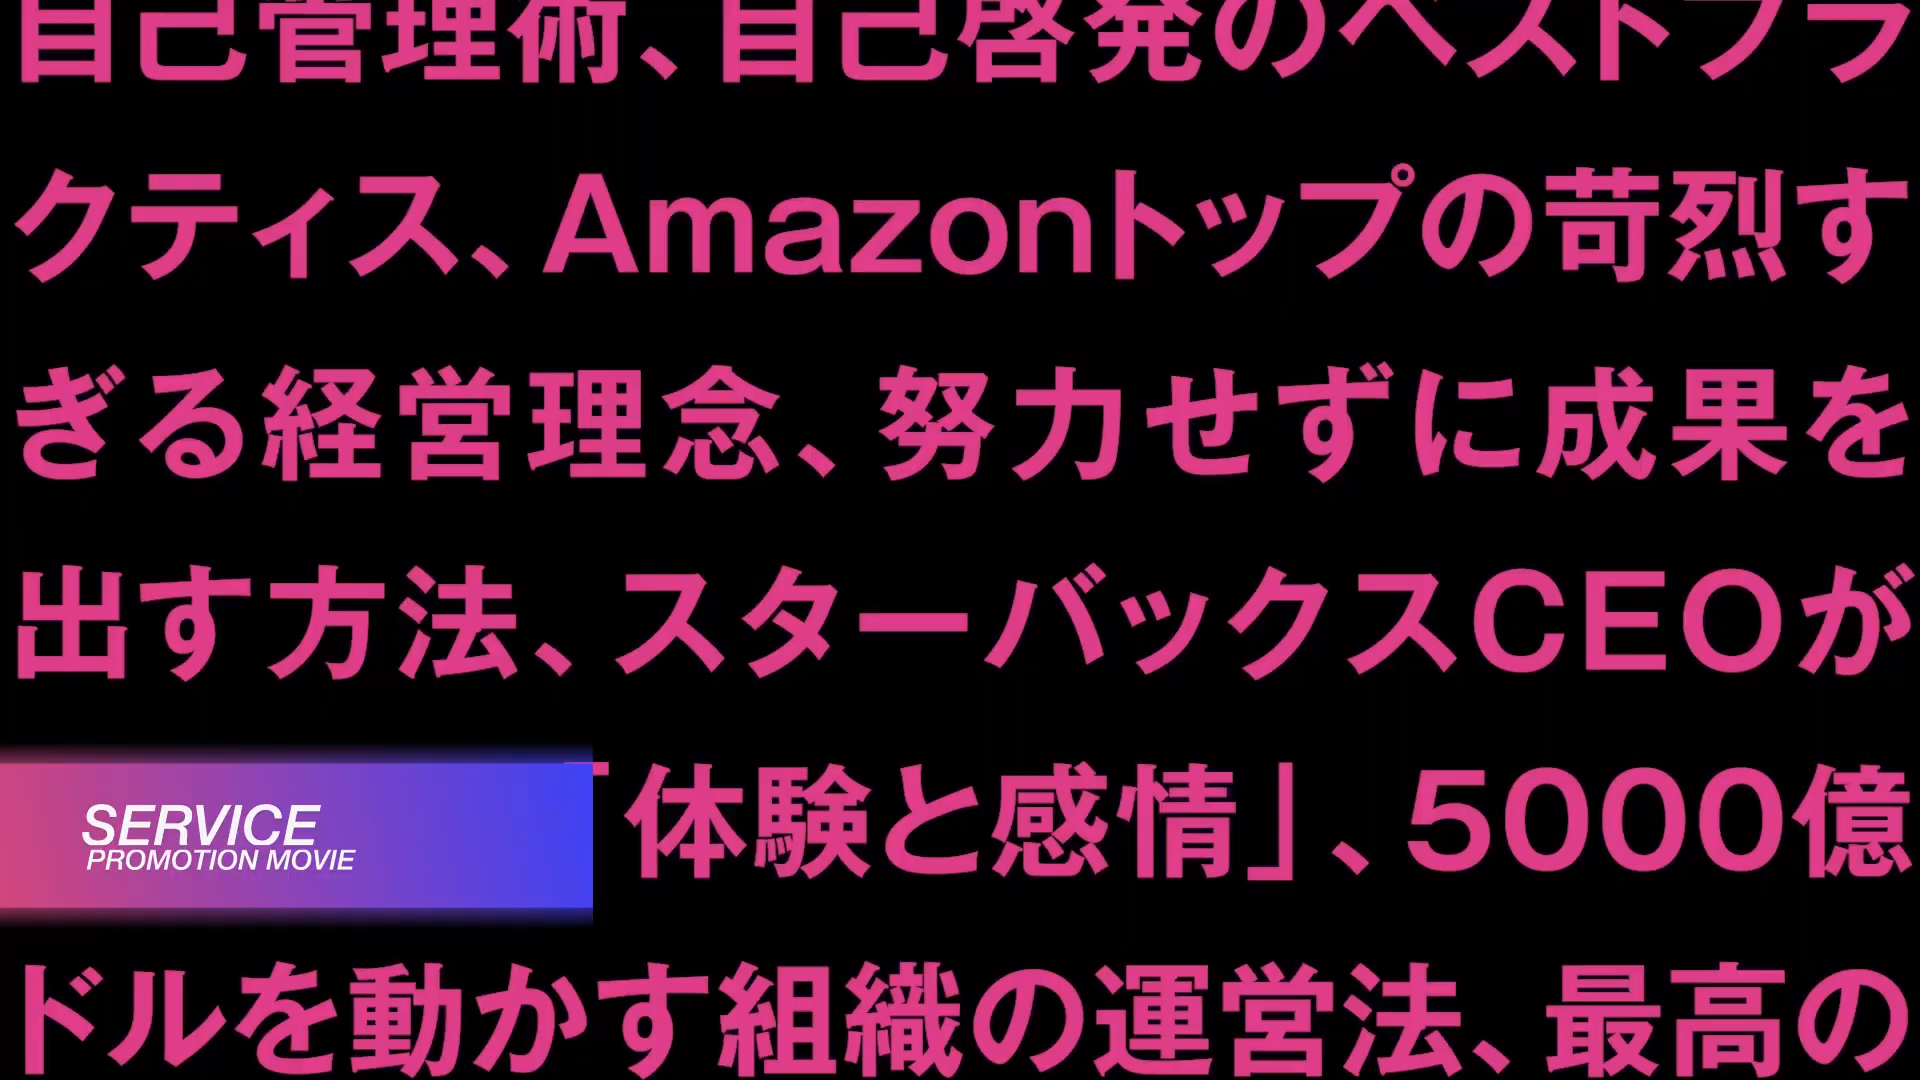 自己管理術、自己啓発のベストプラ
クティス、Amazonトップの苛烈す
ぎる経営理念、努力せずに成果を
出す方法、スターバックスCEOが
「体験と感情」、5000億
SERVICE
PROMOTION MOVIE
ドルを動かす組織の運営法、最高の